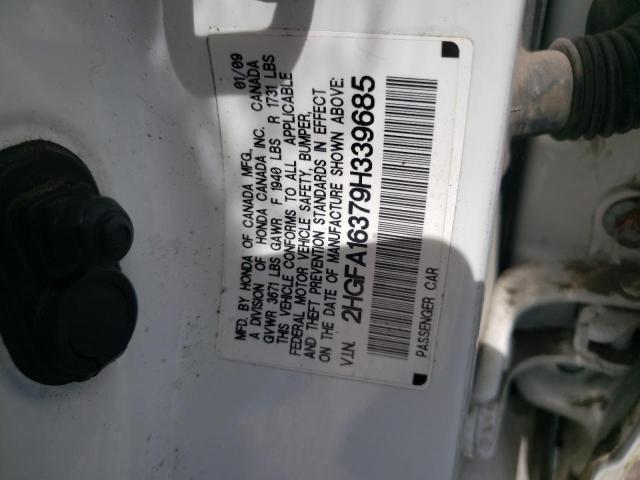 MFD. BY HONDA OF CANADA MFG., 01/09
A DIVISION OF HONDA CANADA INC. CANADA
GVWR 3671 LBS GAWR F 1940 LBS R 1731 LBS
THIS VEHICLE CONFORMS TO ALL APPLICABLE
FEDERAL MOTOR VEHICLE SAFETY, BUMPER,
AND THEFT PREVENTION STANDARDS IN EFFECT
ON THE DATE OF MANUFACTURE SHOWN ABOVE.
V.I.N. 2HGFA16379H339685
PASSENGER CAR